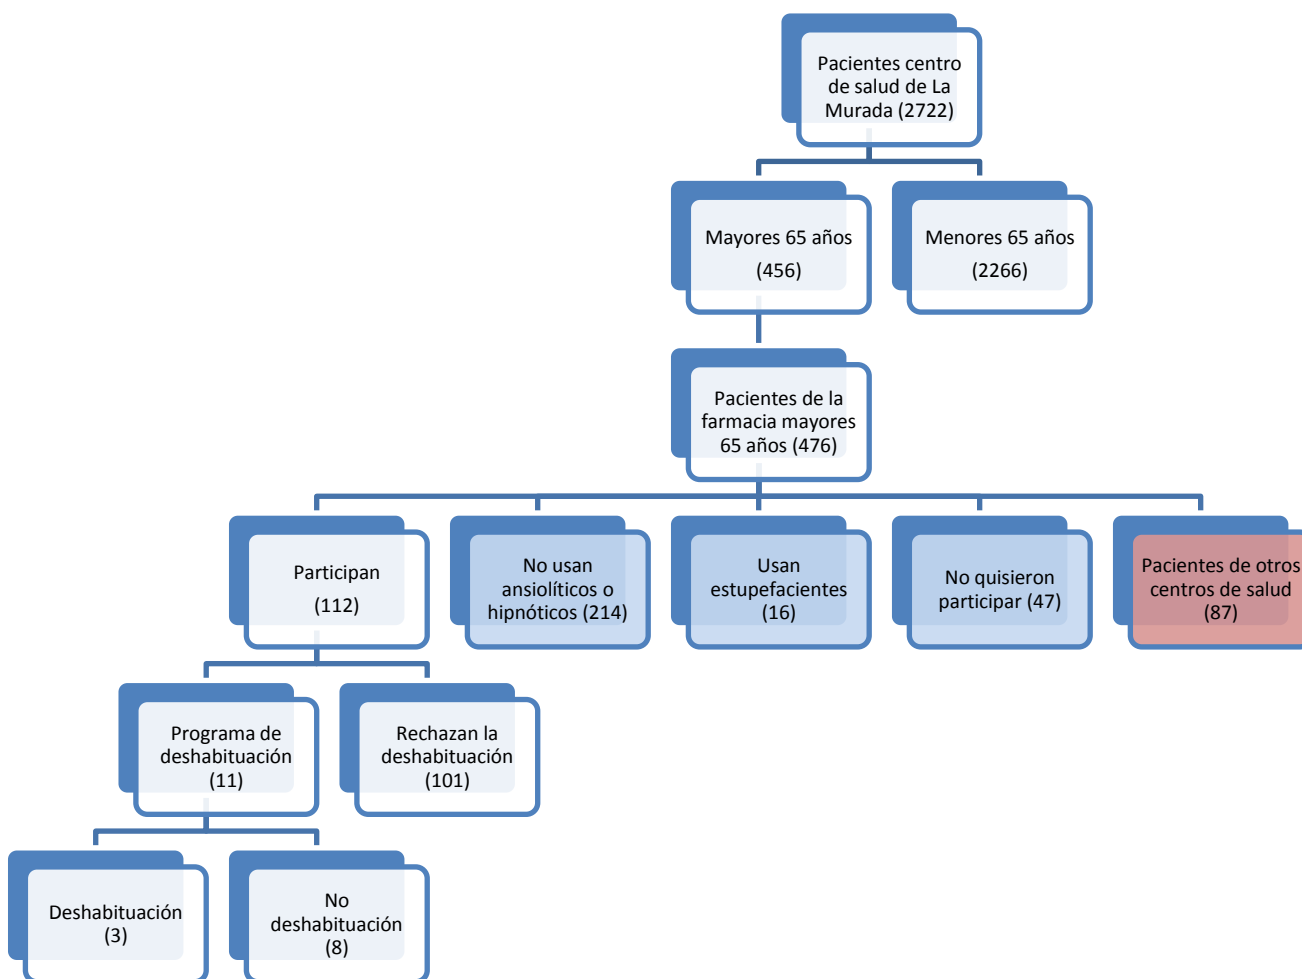 Pacientes centro
de salud de La
Murada (2722)
Mayores 65 años
(456)
Menores 65 años
(2266)
Pacientes de la
farmacia mayores
65 años (476)
Participan
(112)
No usan
ansiolíticos o
hipnóticos (214)
Usan
estupefacientes
(16)
No quisieron
participar (47)
Pacientes de otros
centros de salud
(87)
Programa de
deshabituación
(11)
Rechazan la
deshabituación
(101)
Deshabituación
(3)
No
deshabituación
(8)